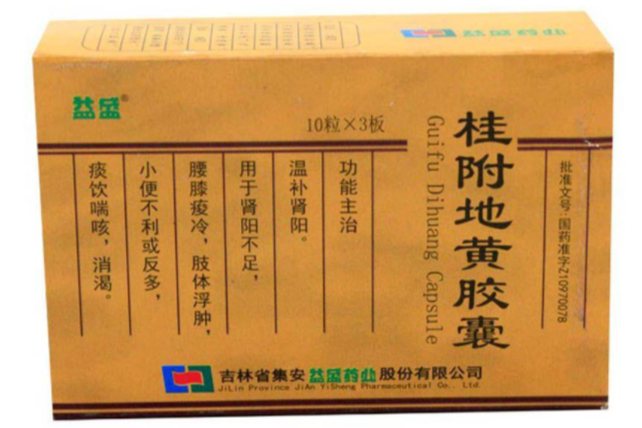 益盛药业
益盛®
10粒×3板
桂附地黄胶囊
Guifu Dihuang Capsule
批准文号:国药准字Z10970078
功能主治
温补肾阳。
用于肾阳不足,
腰膝痠冷,肢体浮肿,
小便不利或反多,
痰饮喘咳,消渴。
吉林省集安益盛药业股份有限公司
JiLin Province JiAn YiSheng Pharmaceutical Co., Ltd.